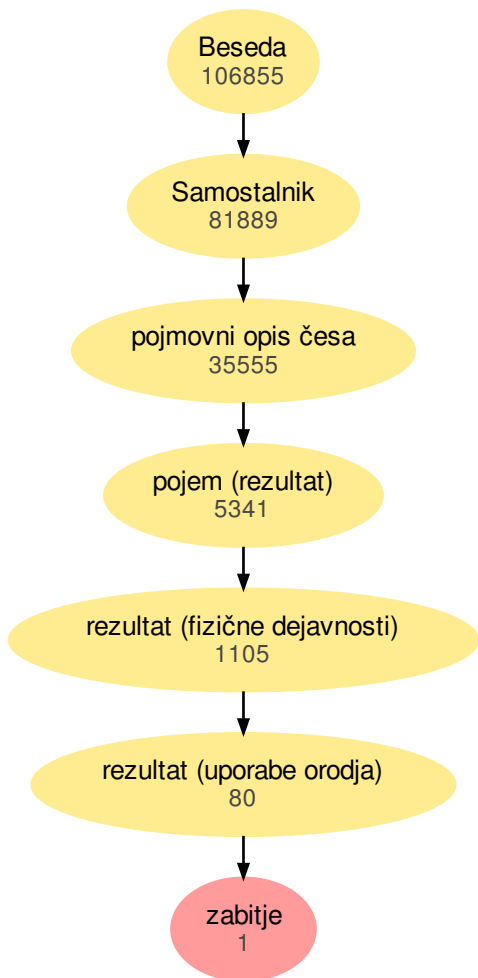 Beseda
106855
Samostalnik
81889
pojmovni opis česa
35555
pojem (rezultat)
5341
rezultat (fizične dejavnosti)
1105
rezultat (uporabe orodja)
80
zabitje
1